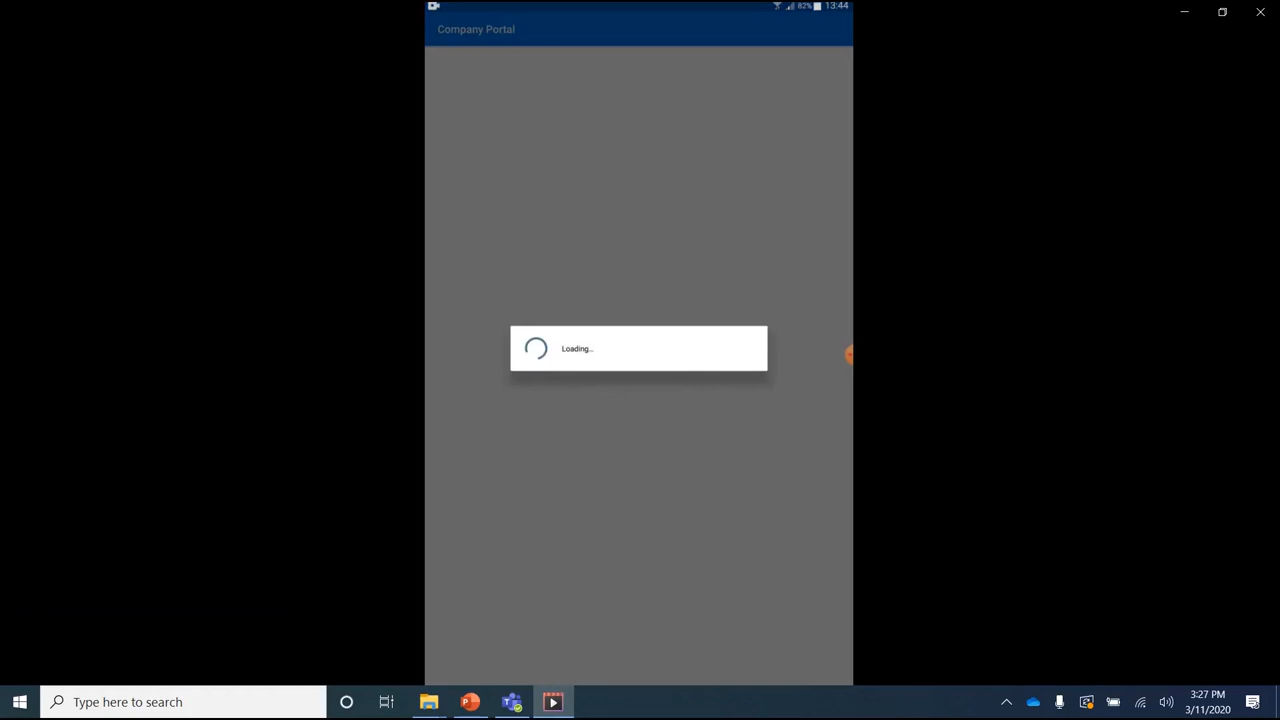 82% 13:44
Company Portal
Loading...
Type here to search
3:27 PM
3/11/2020